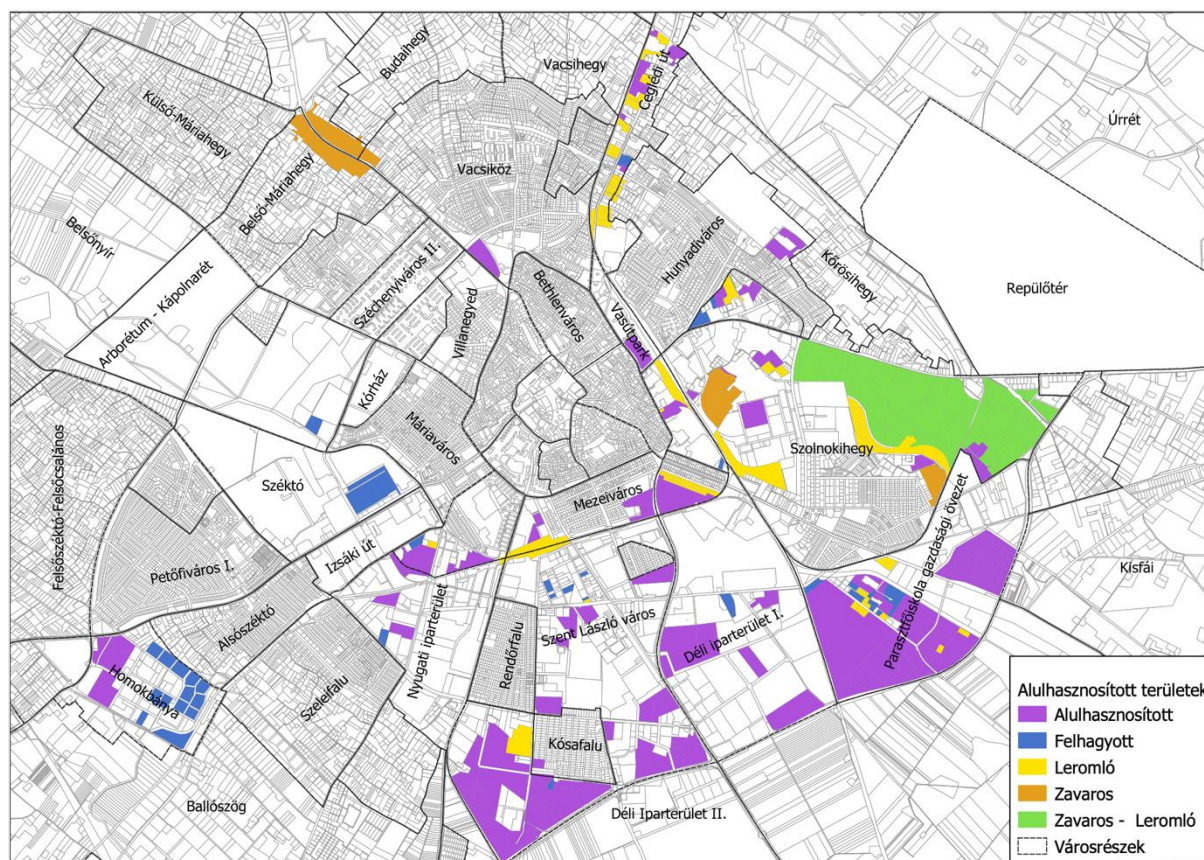 Budaihegy
Vacsihegy
Ceglédi út
Úrrét
Külső-Máriahegy
Belső-Máriahegy
Vacsiköz
Belsőnyír
Hunyadiváros
Kőrösihegy
Repülőtér
Széchenyiváros II.
Arborétum - Kápolnarét
Villanegyed
Bethlenváros
Vasútpark
Kórház
Máriaváros
Szolnokihegy
Felsőszéktó-Felsőcsalános
Széktó
Mezeiváros
Izsáki út
Petőfiváros I.
Kisfái
Alsószéktó
Parasztfőiskola gazdasági övezet
Nyugati iparterület
Rendőrfalu
Szent László város
Déli iparterület I.
Homokbánya
Szeleifalu
Kósafalu
Ballószög
Déli Iparterület II.
Alulhasznosított területek
Alulhasznosított
Felhagyott
Leromló
Zavaros
Zavaros - Leromló
Városrészek